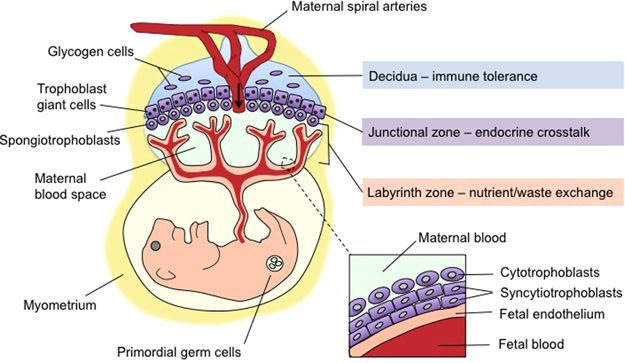 Maternal spiral arteries
Glycogen cells
Decidua – immune tolerance
Trophoblast
giant cells
Junctional zone – endocrine crosstalk
Spongiotrophoblasts
Maternal
blood space
Labyrinth zone – nutrient/waste exchange
Maternal blood
Cytotrophoblasts
Syncytiotrophoblasts
Fetal endothelium
Fetal blood
Myometrium
Primordial germ cells